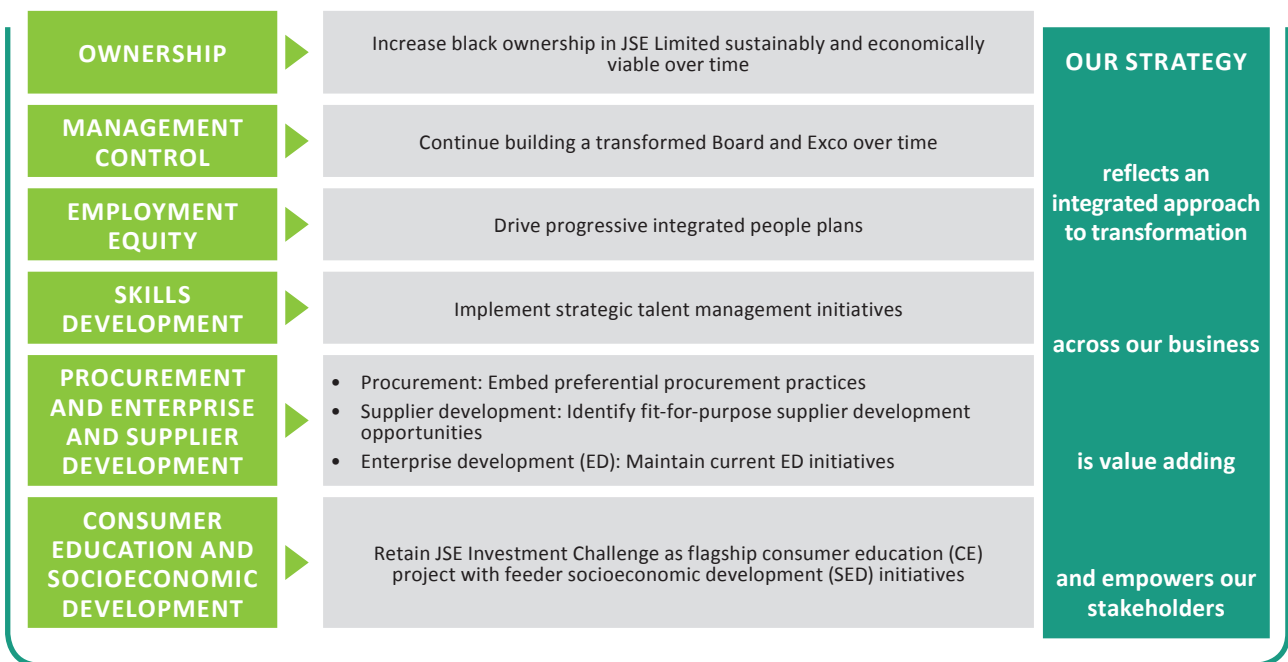 OWNERSHIP
Increase black ownership in JSE Limited sustainably and economically
viable over time
MANAGEMENT
CONTROL
Continue building a transformed Board and Exco over time
EMPLOYMENT
EQUITY
Drive progressive integrated people plans
SKILLS
DEVELOPMENT
Implement strategic talent management initiatives
PROCUREMENT
AND ENTERPRISE
AND SUPPLIER
DEVELOPMENT
• Procurement: Embed preferential procurement practices
• Supplier development: Identify fit-for-purpose supplier development
opportunities
• Enterprise development (ED): Maintain current ED initiatives
CONSUMER
EDUCATION AND
SOCIOECONOMIC
DEVELOPMENT
Retain JSE Investment Challenge as flagship consumer education (CE)
project with feeder socioeconomic development (SED) initiatives
OUR STRATEGY
reflects an
integrated approach
to transformation
across our business
is value adding
and empowers our
stakeholders